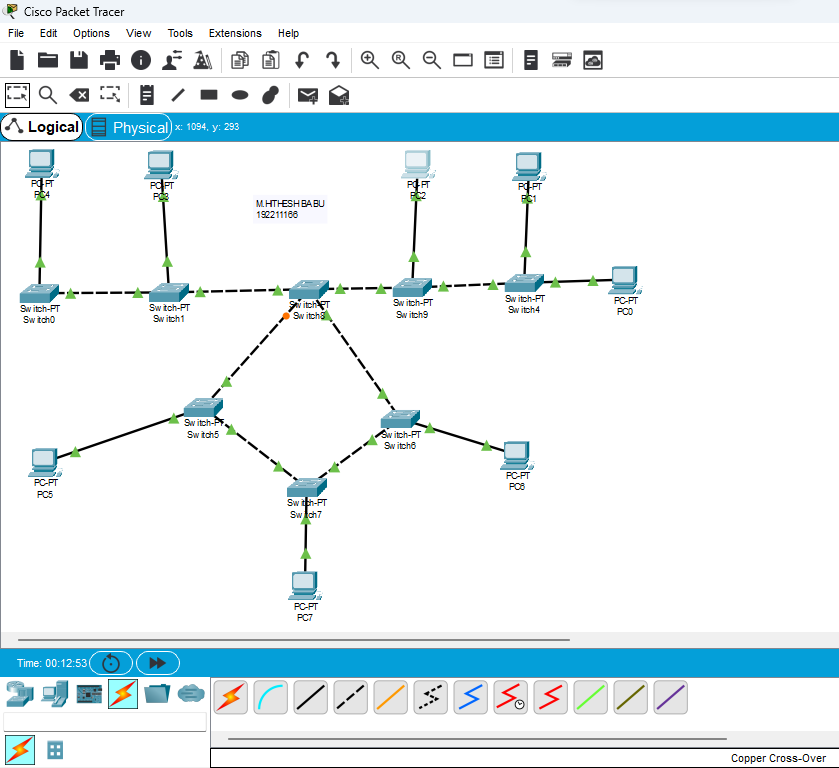 Cisco Packet Tracer
File Edit Options View Tools Extensions Help
Logical Physical x: 1094, y: 293
PC-PT
PC4
PC-PT
PC3
M.HITHESH BABU
192211166
PC-PT
PC2
PC-PT
PC1
Switch-PT
Switch0
Switch-PT
Switch1
Switch-PT
Switch8
Switch-PT
Switch9
Switch-PT
Switch4
PC-PT
PC0
Switch-PT
Switch5
Switch-PT
Switch6
PC-PT
PC5
PC-PT
PC6
Switch-PT
Switch7
PC-PT
PC7
Time: 00:12:53
Copper Cross-Over